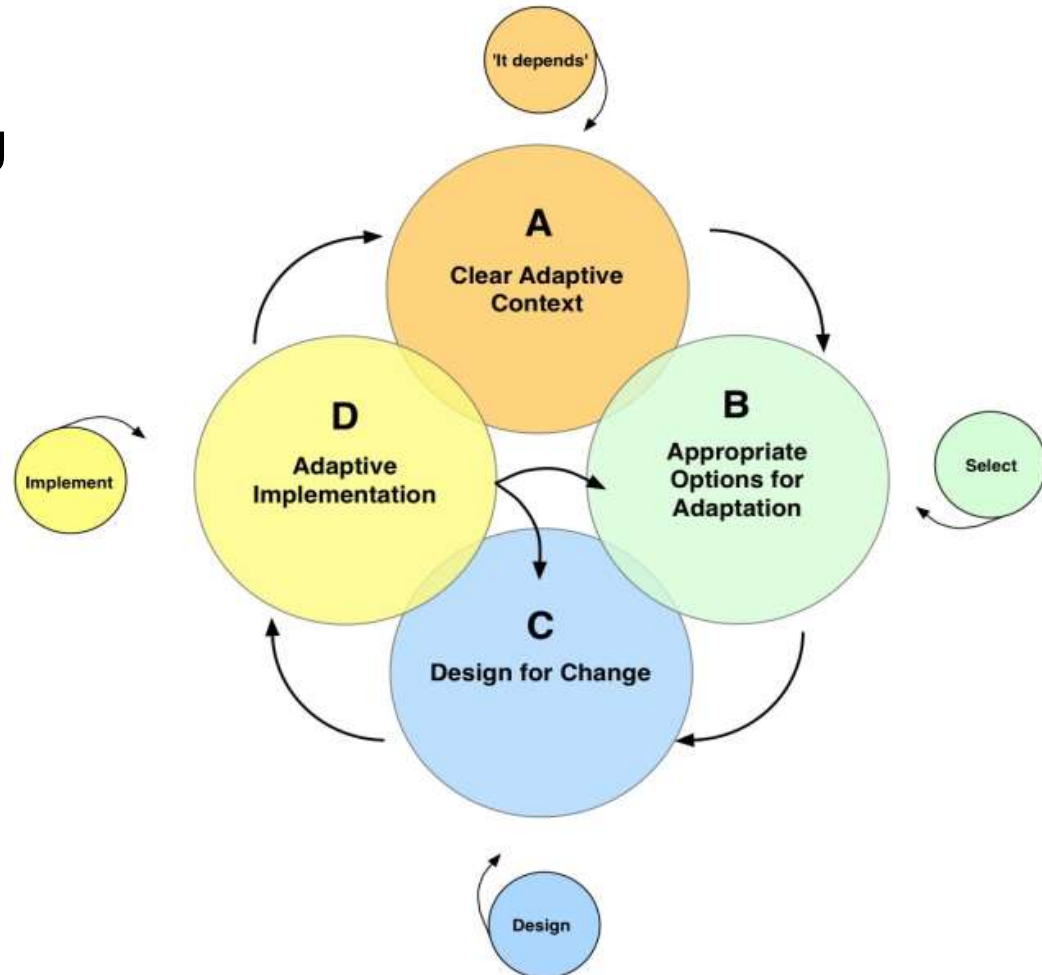 'It depends'
A
Clear Adaptive
Context
D
Adaptive
Implementation
B
Appropriate
Options for
Adaptation
Implement
Select
C
Design for Change
Design